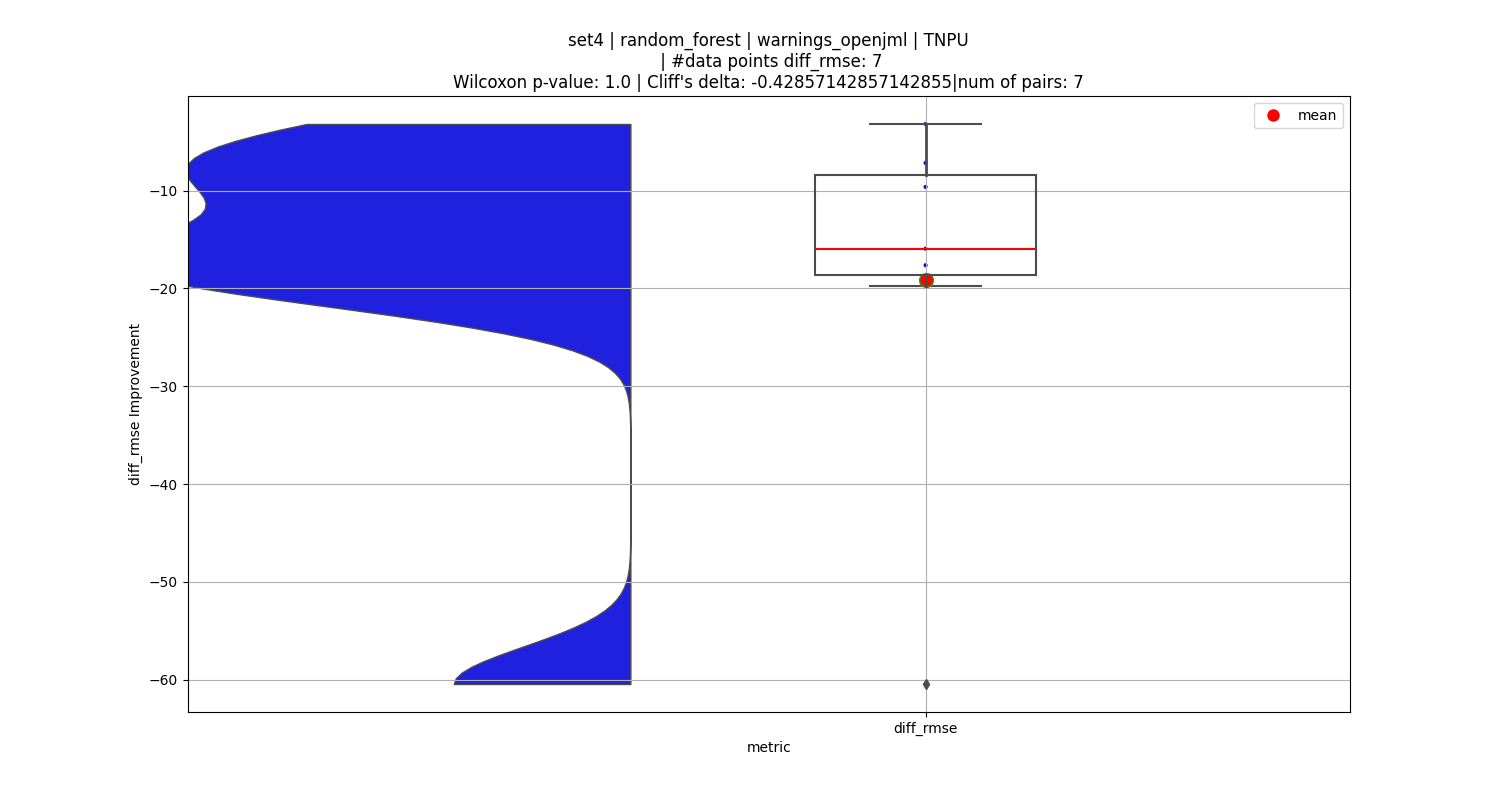 set4 | random_forest | warnings_openjml | TNPU
| #data points diff_rmse: 7
Wilcoxon p-value: 1.0 | Cliff's delta: -0.42857142857142855|num of pairs: 7
mean
−10
−20
−30
−40
−50
−60
diff_rmse Improvement
diff_rmse
metric